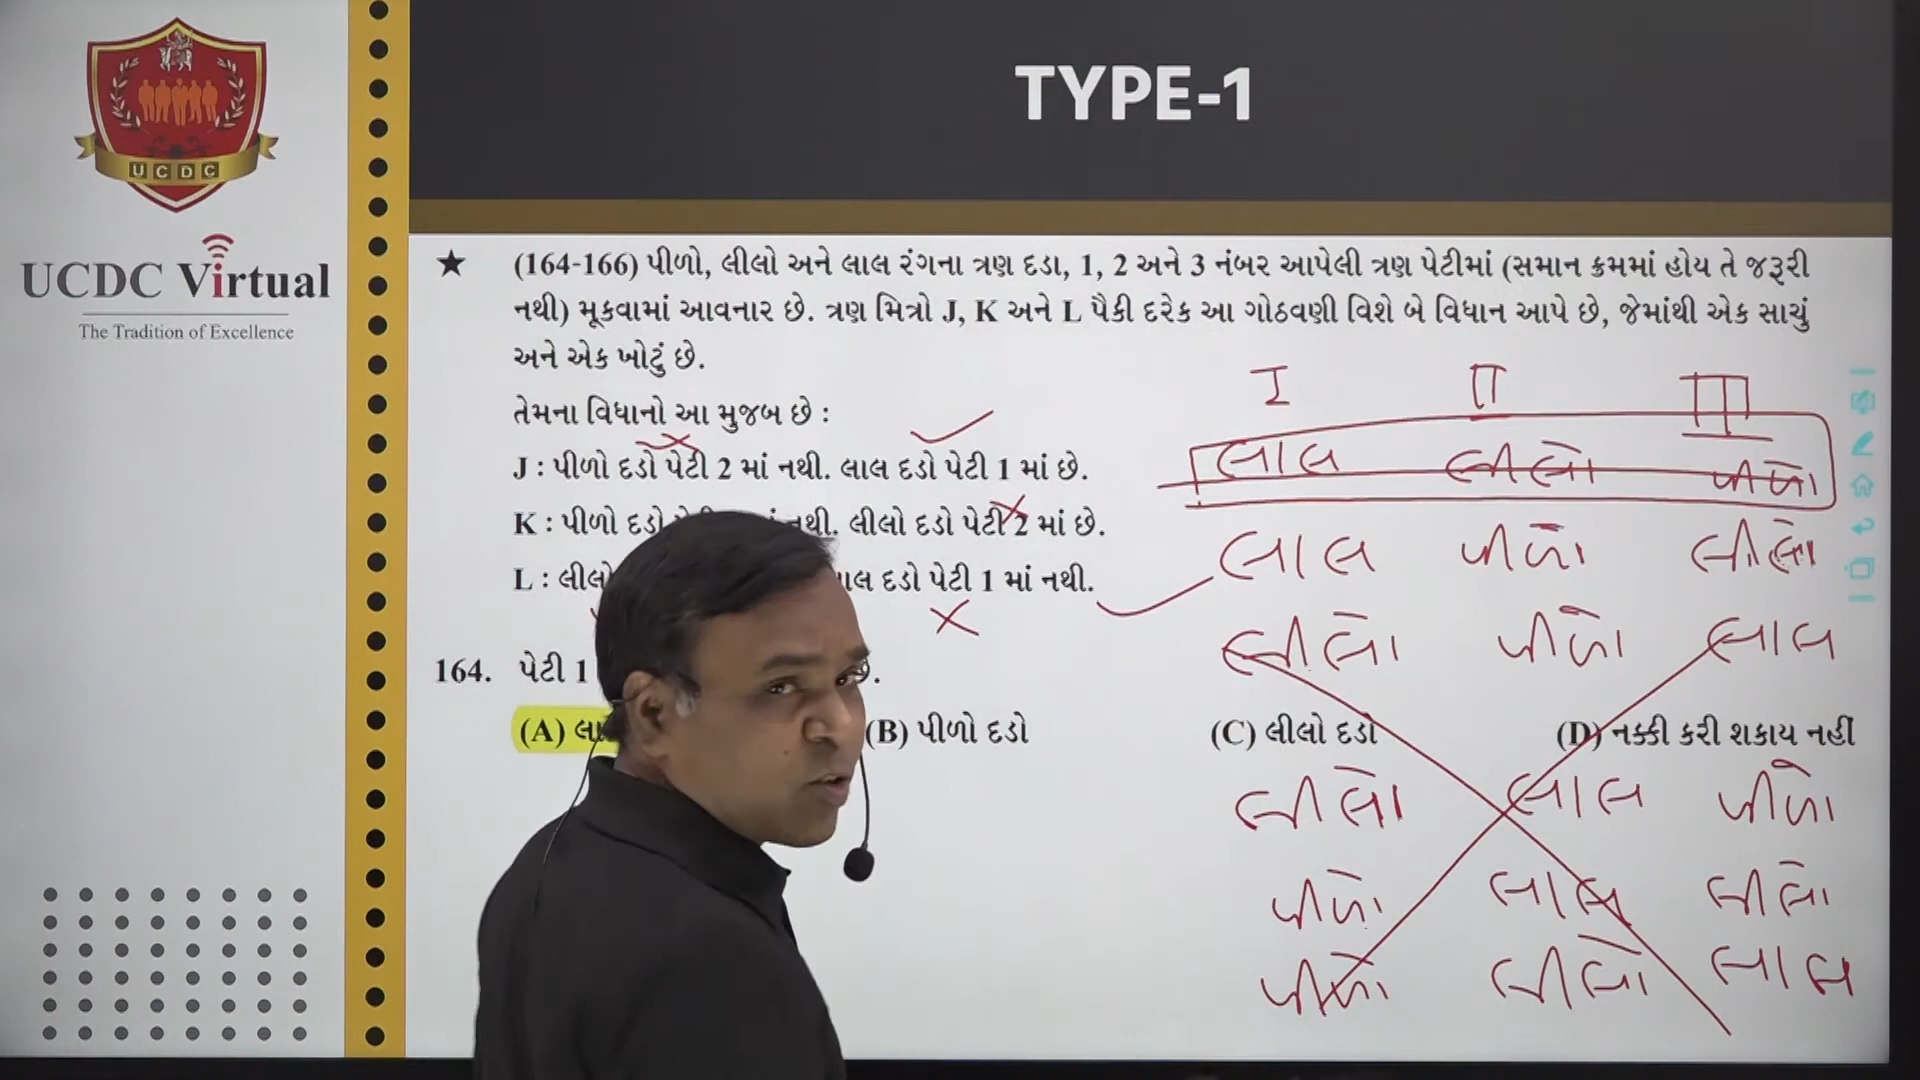 TYPE-1
UCDC
UCDC Virtual
The Tradition of Excellence
★ (164-166) પીળો, લીલો અને લાલ રંગના ત્રણ દડા, 1, 2 અને 3 નંબર આપેલી ત્રણ પેટીમાં (સમાન ક્રમમાં હોય તે જરૂરી
નથી) મૂકવામાં આવનાર છે. ત્રણ મિત્રો J, K અને L પૈકી દરેક આ ગોઠવણી વિશે બે વિધાન આપે છે, જેમાંથી એક સાચું
અને એક ખોટું છે.
I II III
તેમના વિધાનો આ મુજબ છે :
લાલ લીલો પીળો
J : પીળો દડો પેટી 2 માં નથી. લાલ દડો પેટી 1 માં છે.
K : પીળો દડો નથી. લીલો દડો પેટી 2 માં છે.
લાલ પીળો લીલો
L : લીલો દડો પેટી 1 માં નથી.
લીલો પીળો લાલ
164. પેટી 1 છે.
(A) (B) પીળો દડો (C) લીલો દડો (D) નક્કી કરી શકાય નહીં
લીલો લાલ પીળો
પીળો લાલ લીલો
પીળો લીલો લાલ